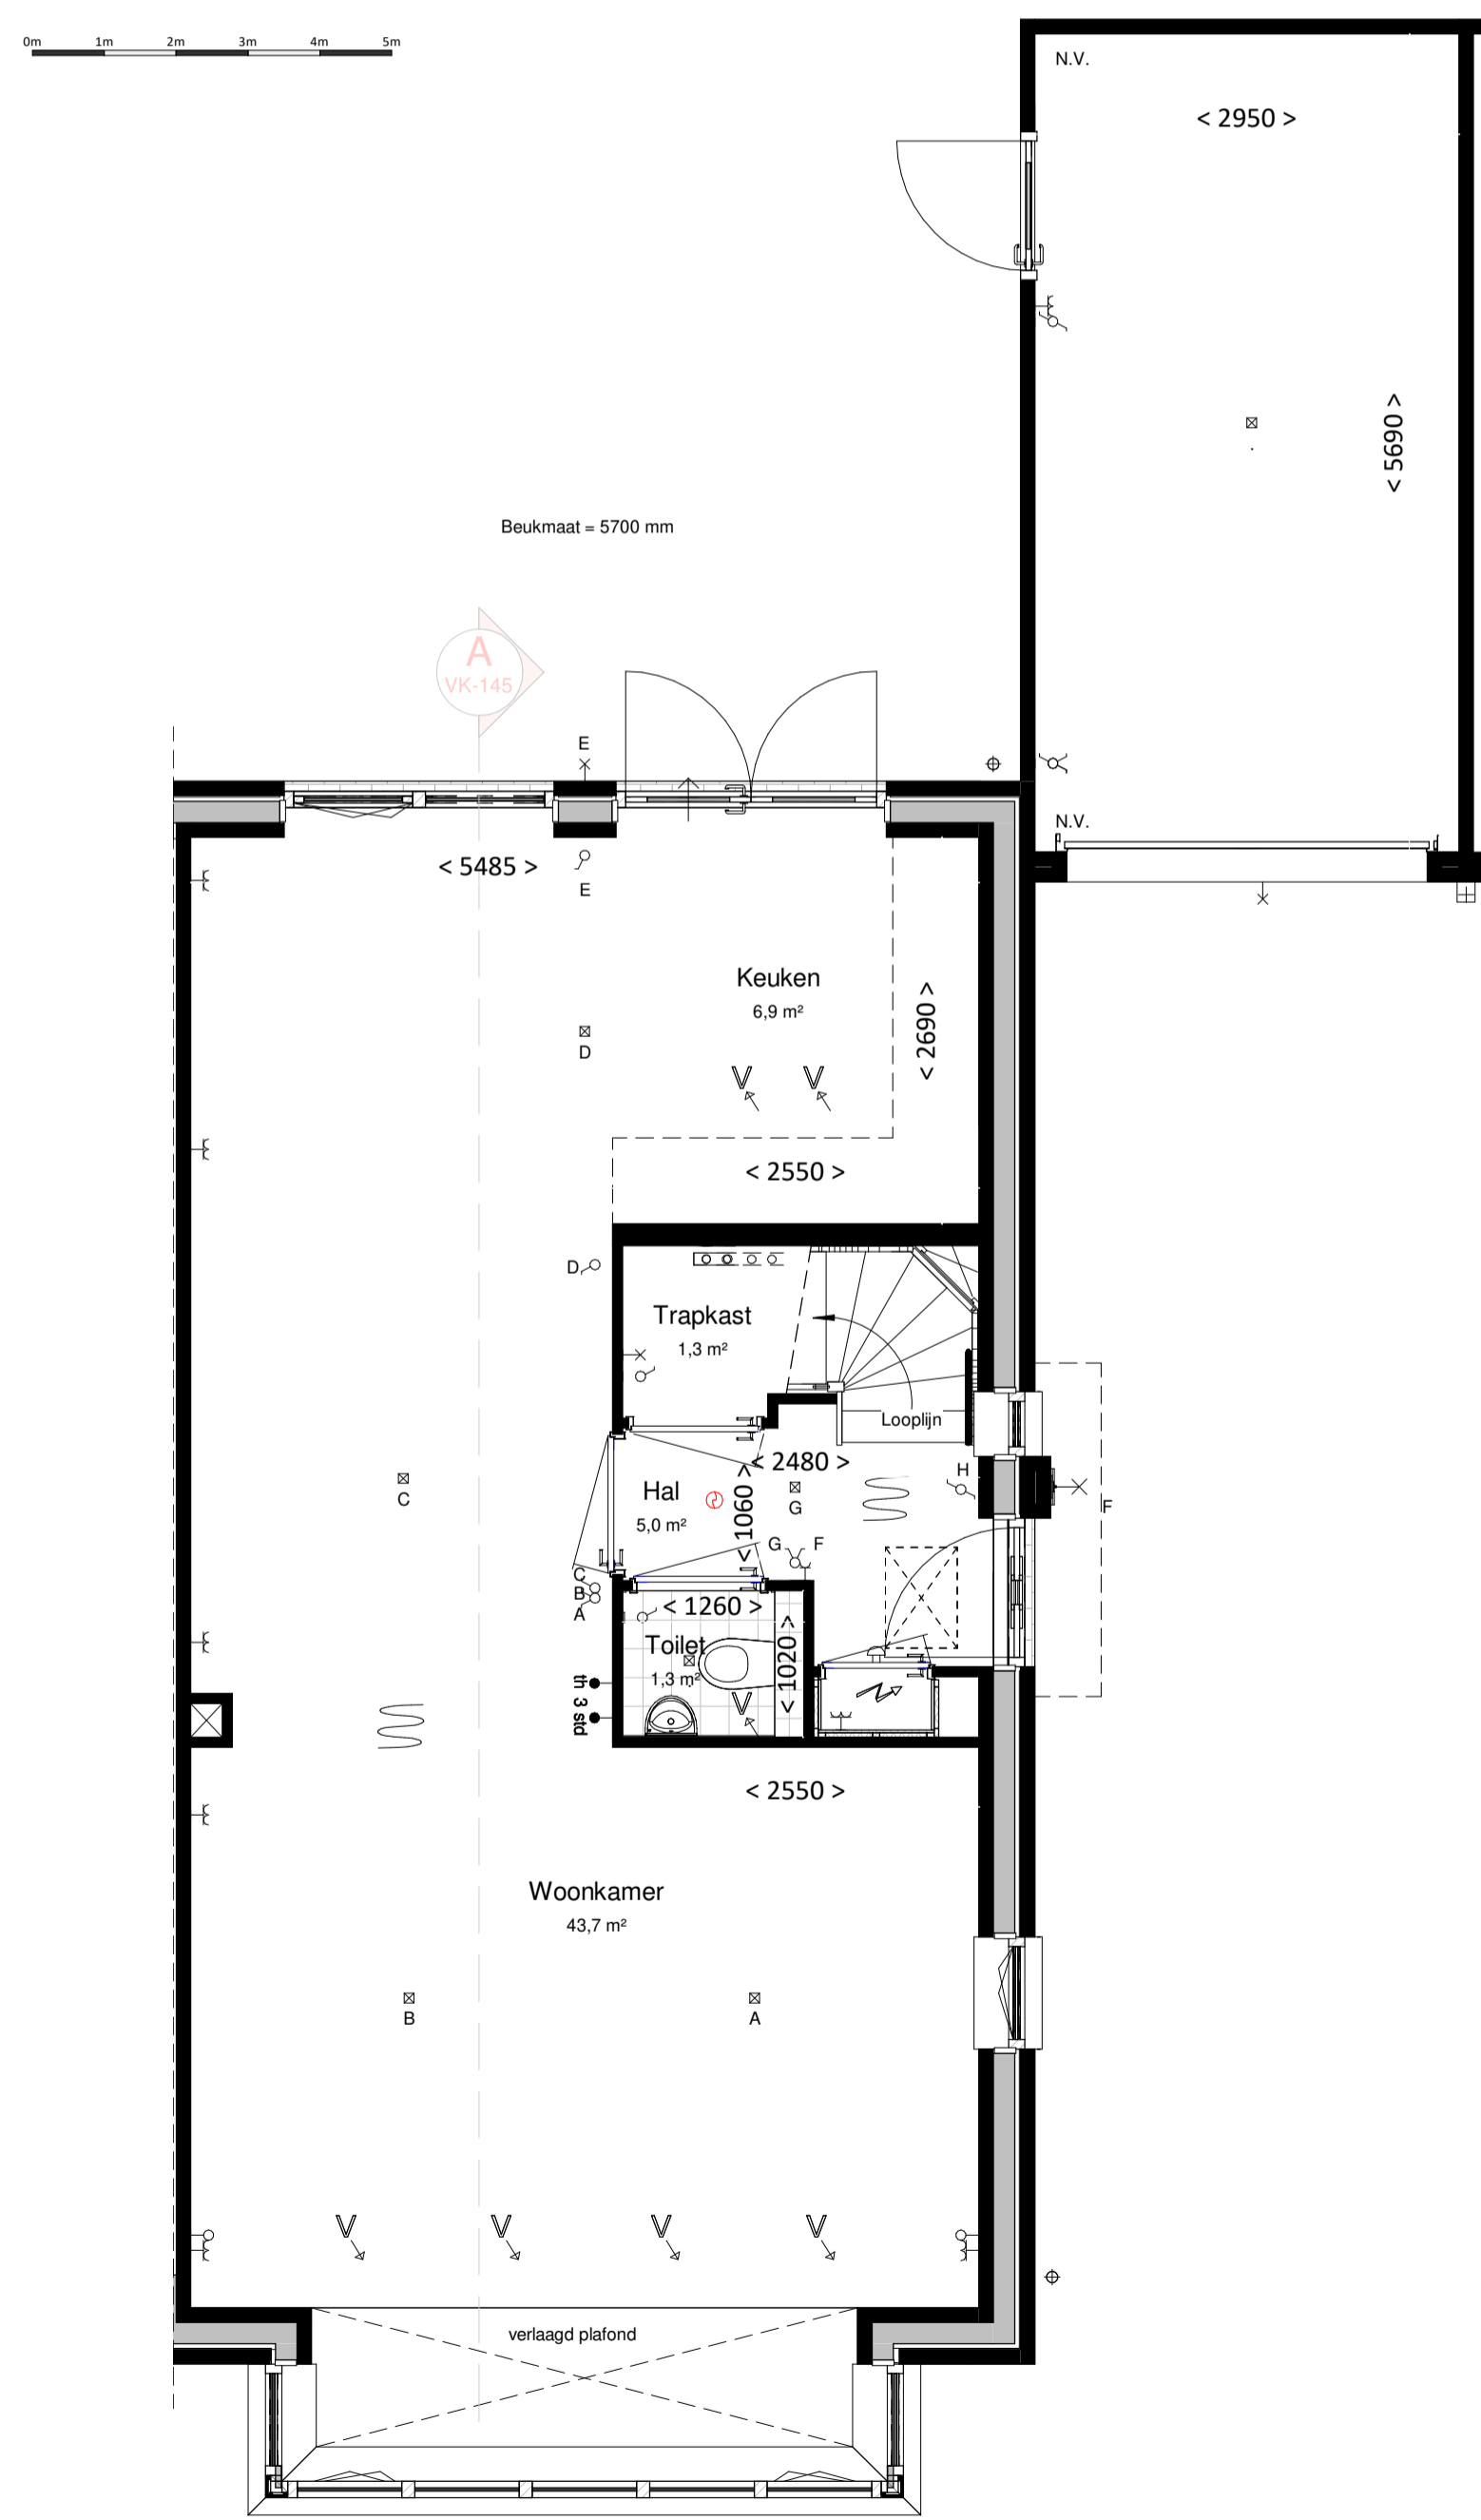 0m 1m 2m 3m 4m 5m
N.V.
< 2950 >
< 5690 >
Beukmaat = 5700 mm
A
VK-145
E
N.V.
< 5485 >
E
Keuken
6,9 m²
D
< 2690 >
V V
< 2550 >
D
Trapkast
1,3 m²
Looplijn
< 2480 >
H
C
Hal
5,0 m²
< 1060 >
G
F
G F
C
B
A
< 1260 >
Toilet
1,3 m²
< 1020 >
th
3 std
V
< 2550 >
Woonkamer
43,7 m²
B
A
V V V V
verlaagd plafond